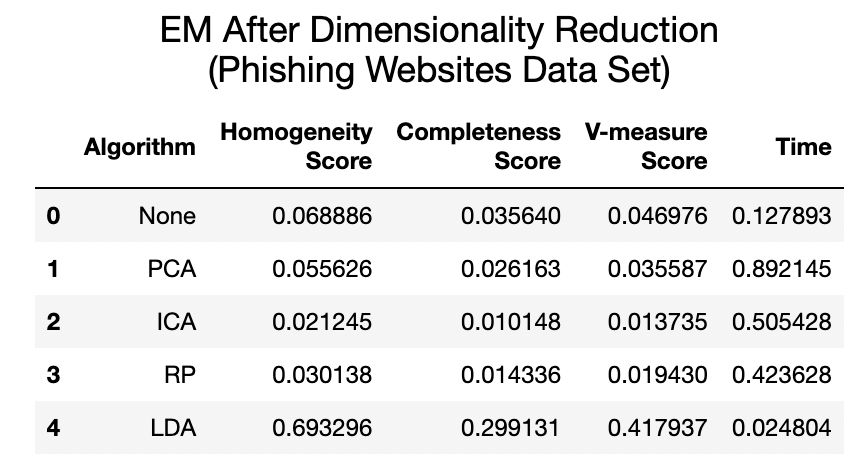 EM After Dimensionality Reduction
(Phishing Websites Data Set)
Algorithm Homogeneity Score Completeness Score V-measure Score Time
0 None 0.068886 0.035640 0.046976 0.127893
1 PCA 0.055626 0.026163 0.035587 0.892145
2 ICA 0.021245 0.010148 0.013735 0.505428
3 RP 0.030138 0.014336 0.019430 0.423628
4 LDA 0.693296 0.299131 0.417937 0.024804